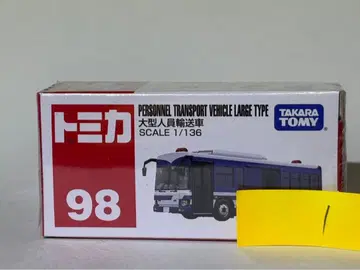 トミカ
PERSONNEL TRANSPORT VEHICLE LARGE TYPE
大型人員輸送車
SCALE 1/136
TAKARA
TOMY
98
1